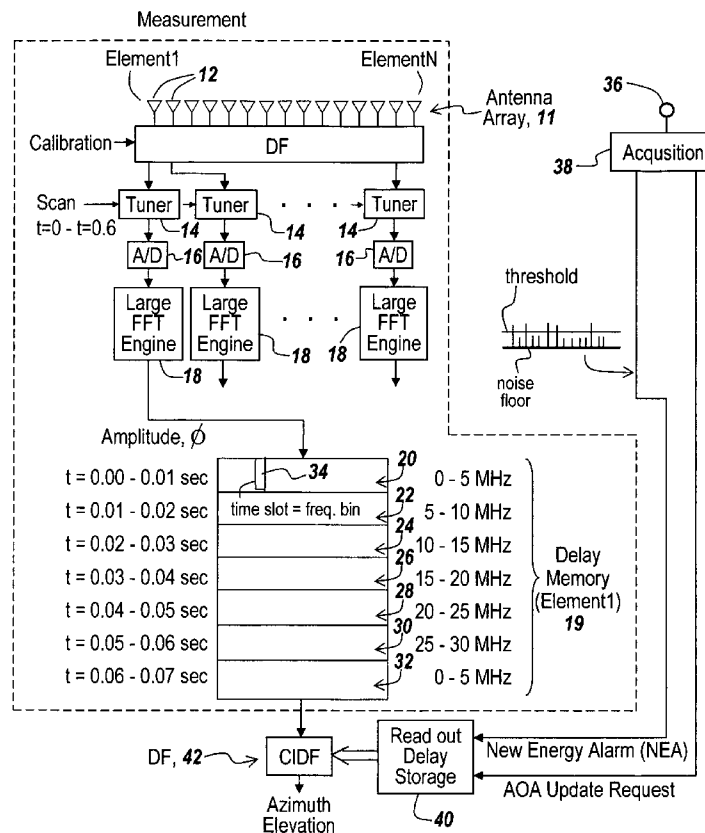 Measurement
Element1
12
ElementN
Antenna
Array, 11
36
Calibration
DF
38
Acqusition
Scan
t=0 - t=0.6
Tuner
Tuner
. . .
Tuner
14
14
14
A/D
16
A/D
16
16
A/D
Large
FFT
Engine
Large
FFT
Engine
. . .
Large
FFT
Engine
18
18
18
threshold
noise
floor
Amplitude, ϕ
t = 0.00 - 0.01 sec
34
20
0 - 5 MHz
t = 0.01 - 0.02 sec
time slot = freq. bin
22
5 - 10 MHz
t = 0.02 - 0.03 sec
24
10 - 15 MHz
t = 0.03 - 0.04 sec
26
15 - 20 MHz
t = 0.04 - 0.05 sec
28
20 - 25 MHz
t = 0.05 - 0.06 sec
30
25 - 30 MHz
t = 0.06 - 0.07 sec
32
0 - 5 MHz
Delay
Memory
(Element1)
19
DF, 42
CIDF
Read out
Delay
Storage
40
New Energy Alarm (NEA)
AOA Update Request
Azimuth
Elevation